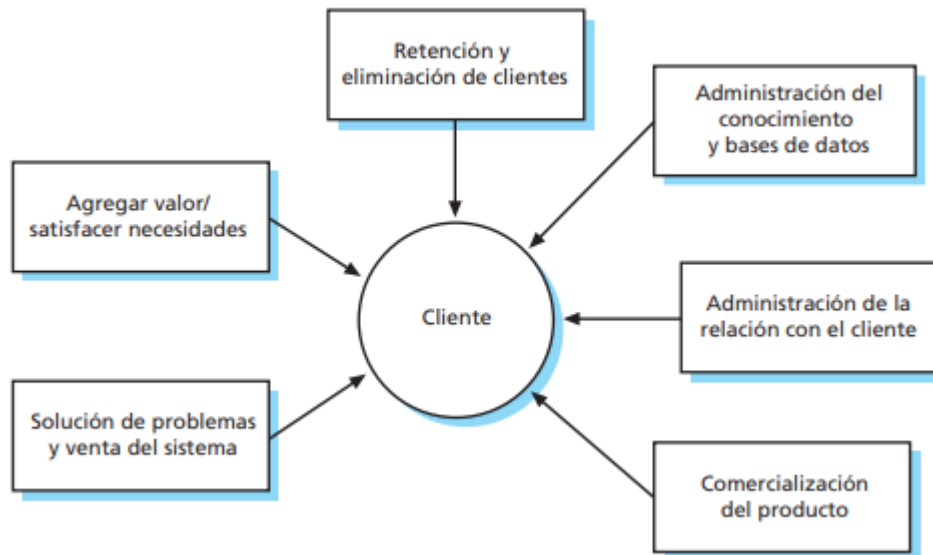 Retención y
eliminación de clientes
Administración del
conocimiento
y bases de datos
Agregar valor/
satisfacer necesidades
Cliente
Administración de la
relación con el cliente
Solución de problemas
y venta del sistema
Comercialización
del producto